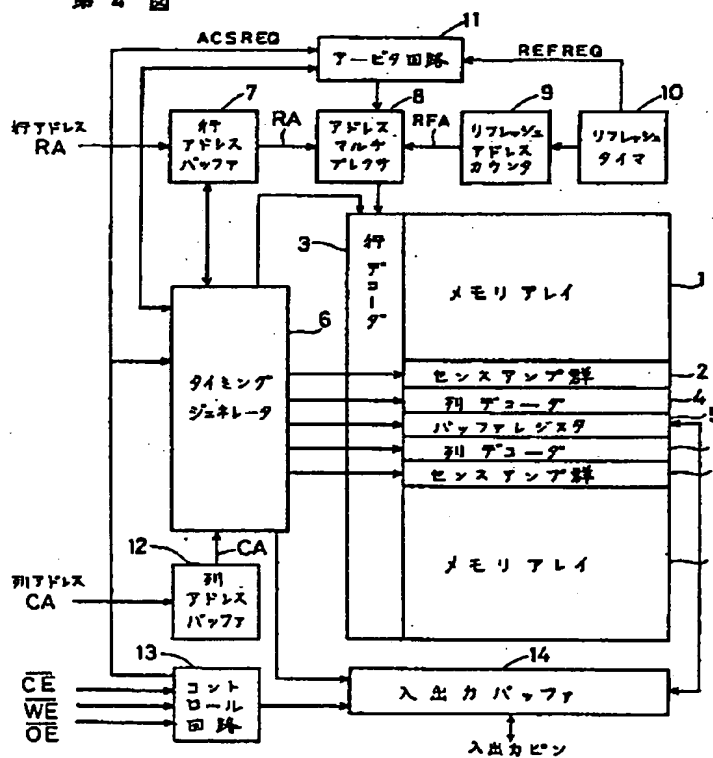 第 4 図
11
ACSREQ
アービタ回路
REFREQ
7
8
9
10
行アドレス
RA
行
アドレス
バッファ
RA
アドレス
マルチ
プレクサ
RFA
リフレッシュ
アドレス
カウンタ
リフレッシュ
タイマ
3
行デコーダ
メモリアレイ
1
6
タイミング
ジェネレータ
センスアンプ群
2
列デコーダ
4
バッファレジスタ
5
列デコーダ
センスアンプ群
12
CA
列アドレス
CA
列
アドレス
バッファ
メモリアレイ
13
14
CE
WE
OE
コント
ロール
回路
入出力バッファ
入出力ピン